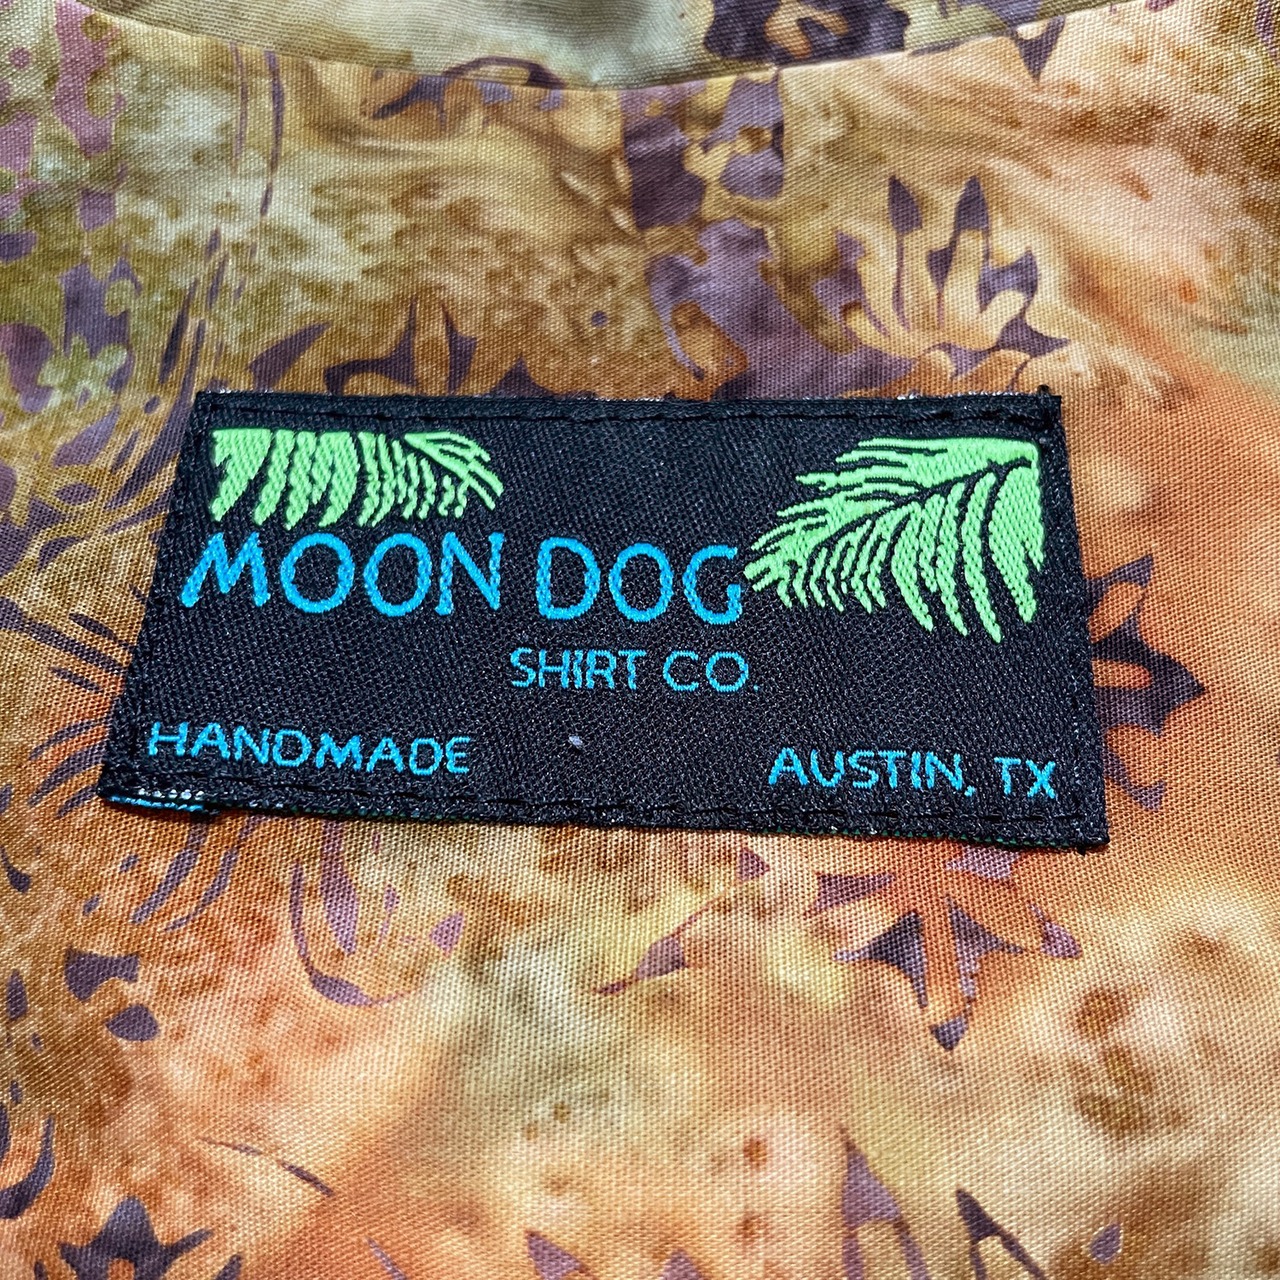 MOON DOG
SHIRT CO.
HANDMADE
AUSTIN, TX